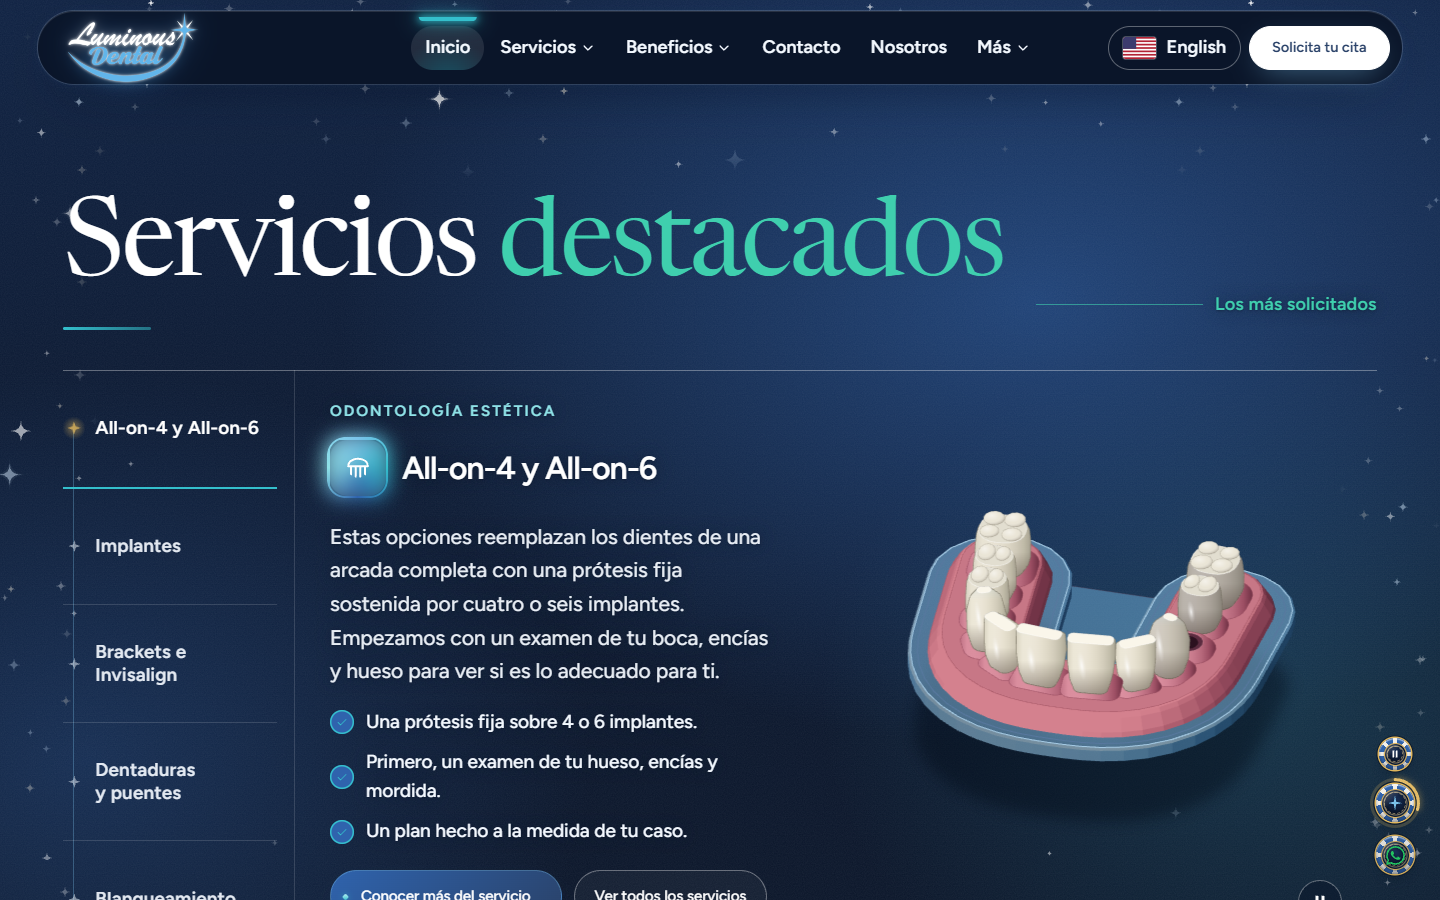 Luminous
Dental
Inicio
Servicios
Beneficios
Contacto
Nosotros
Más
English
Solicita tu cita
Servicios destacados
Los más solicitados
All-on-4 y All-on-6
Implantes
Brackets e
Invisalign
Dentaduras
y puentes
Blanqueamiento
ODONTOLOGÍA ESTÉTICA
All-on-4 y All-on-6
Estas opciones reemplazan los dientes de una
arcada completa con una prótesis fija
sostenida por cuatro o seis implantes.
Empezamos con un examen de tu boca, encías
y hueso para ver si es lo adecuado para ti.
Una prótesis fija sobre 4 o 6 implantes.
Primero, un examen de tu hueso, encías y
mordida.
Un plan hecho a la medida de tu caso.
Conocer más del servicio
Ver todos los servicios